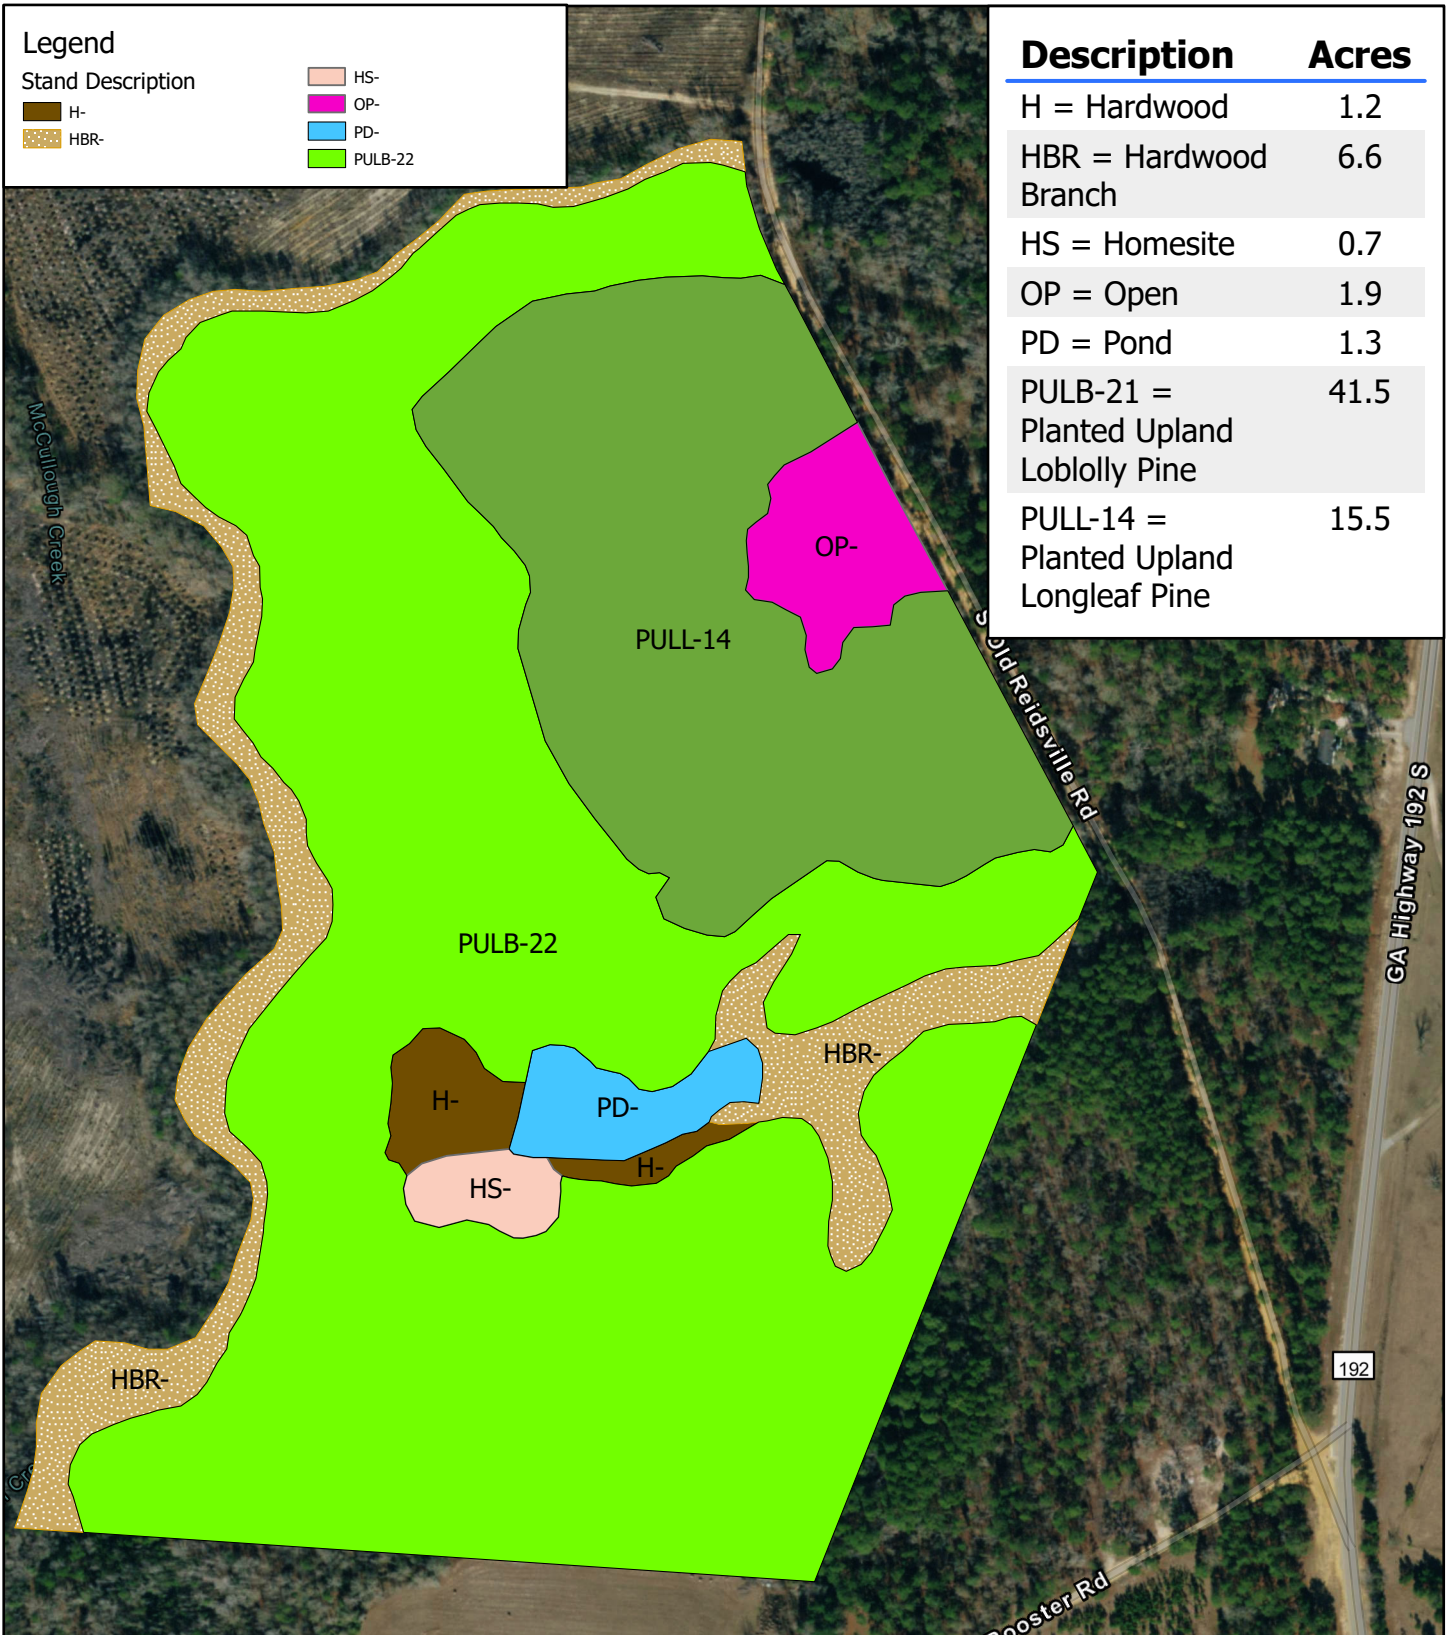 Legend
Stand Description
H-
HBR-
HS-
OP-
PD-
PULB-22
Description Acres
H = Hardwood 1.2
HBR = Hardwood 6.6
Branch
HS = Homesite 0.7
OP = Open 1.9
PD = Pond 1.3
PULB-21 = 41.5
Planted Upland
Loblolly Pine
PULL-14 = 15.5
Planted Upland
Longleaf Pine
McCullough Creek
OP-
PULL-14
S Old Reidsville Rd
GA Highway 192 S
PULB-22
HBR-
H-
PD-
H-
HS-
HBR-
192
Rooster Rd